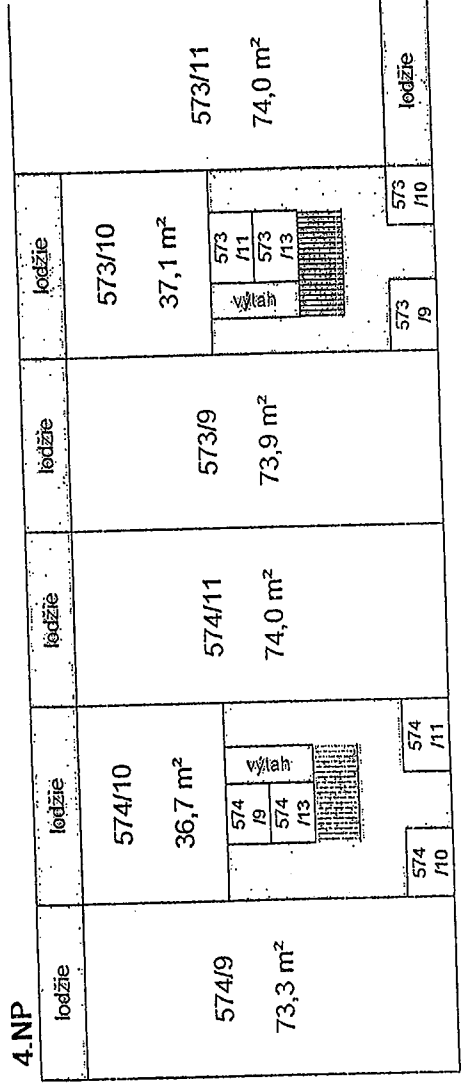 4.NP
lodžie
lodžie
lodžie
lodžie
lodžie
574/9
73,3 m²
574/10
36,7 m²
574
/9
574
/13
výtah
574
/10
574
/11
574/11
74,0 m²
573/9
73,9 m²
573/10
37,1 m²
výtah
573
/11
573
/13
573
/9
573
/10
573/11
74,0 m²
lodžie